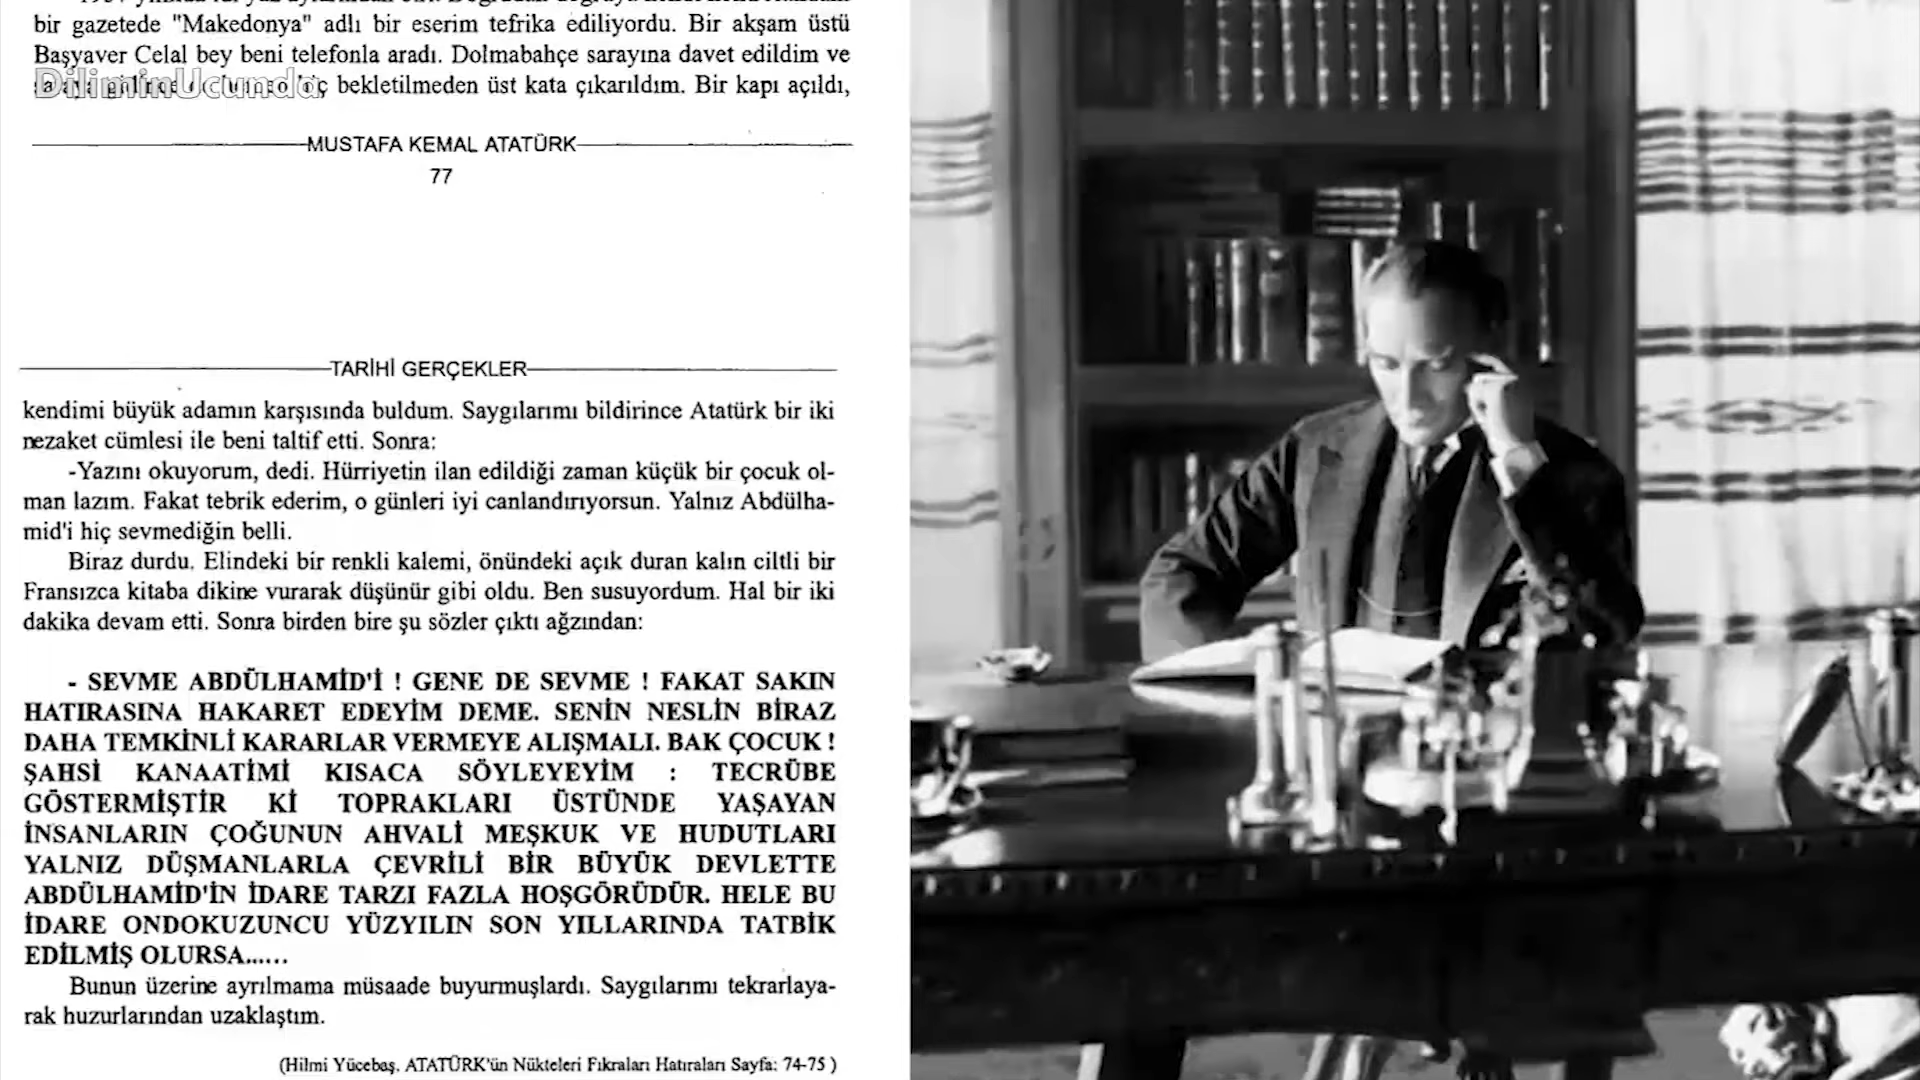 bir gazetede "Makedonya" adlı bir eserim tefrika ediliyordu. Bir akşam üstü
Başyaver Celal bey beni telefonla aradı. Dolmabahçe sarayına davet edildim ve
DiliminUcunda
bekletilmeden üst kata çıkarıldım. Bir kapı açıldı,
MUSTAFA KEMAL ATATÜRK
77
TARİHİ GERÇEKLER
kendimi büyük adamın karşısında buldum. Saygılarımı bildirince Atatürk bir iki
nezaket cümlesi ile beni taltif etti. Sonra:
-Yazını okuyorum, dedi. Hürriyetin ilan edildiği zaman küçük bir çocuk ol-
man lazım. Fakat tebrik ederim, o günleri iyi canlandırıyorsun. Yalnız Abdülha-
mid'i hiç sevmediğin belli.
Biraz durdu. Elindeki bir renkli kalemi, önündeki açık duran kalın ciltli bir
Fransızca kitaba dikine vurarak düşünür gibi oldu. Ben susuyordum. Hal bir iki
dakika devam etti. Sonra birden bire şu sözler çıktı ağzından:
- SEVME ABDÜLHAMİD'İ ! GENE DE SEVME ! FAKAT SAKIN
HATIRASINA HAKARET EDEYİM DEME. SENİN NESLİN BİRAZ
DAHA TEMKİNLİ KARARLAR VERMEYE ALIŞMALI. BAK ÇOCUK !
ŞAHSİ KANAATİMİ KISACA SÖYLEYEYİM : TECRÜBE
GÖSTERMİŞTİR Kİ TOPRAKLARI ÜSTÜNDE YAŞAYAN
İNSANLARIN ÇOĞUNUN AHVALİ MEŞKUK VE HUDUTLARI
YALNIZ DÜŞMANLARLA ÇEVRİLİ BİR BÜYÜK DEVLETTE
ABDÜLHAMİD'İN İDARE TARZI FAZLA HOŞGÖRÜDÜR. HELE BU
İDARE ONDOKUZUNCU YÜZYILIN SON YILLARINDA TATBİK
EDİLMİŞ OLURSA......
Bunun üzerine ayrılmama müsaade buyurmuşlardı. Saygılarımı tekrarlaya-
rak huzurlarından uzaklaştım.
(Hilmi Yücebaş. ATATÜRK'ün Nükteleri Fıkraları Hatıraları Sayfa: 74-75 )